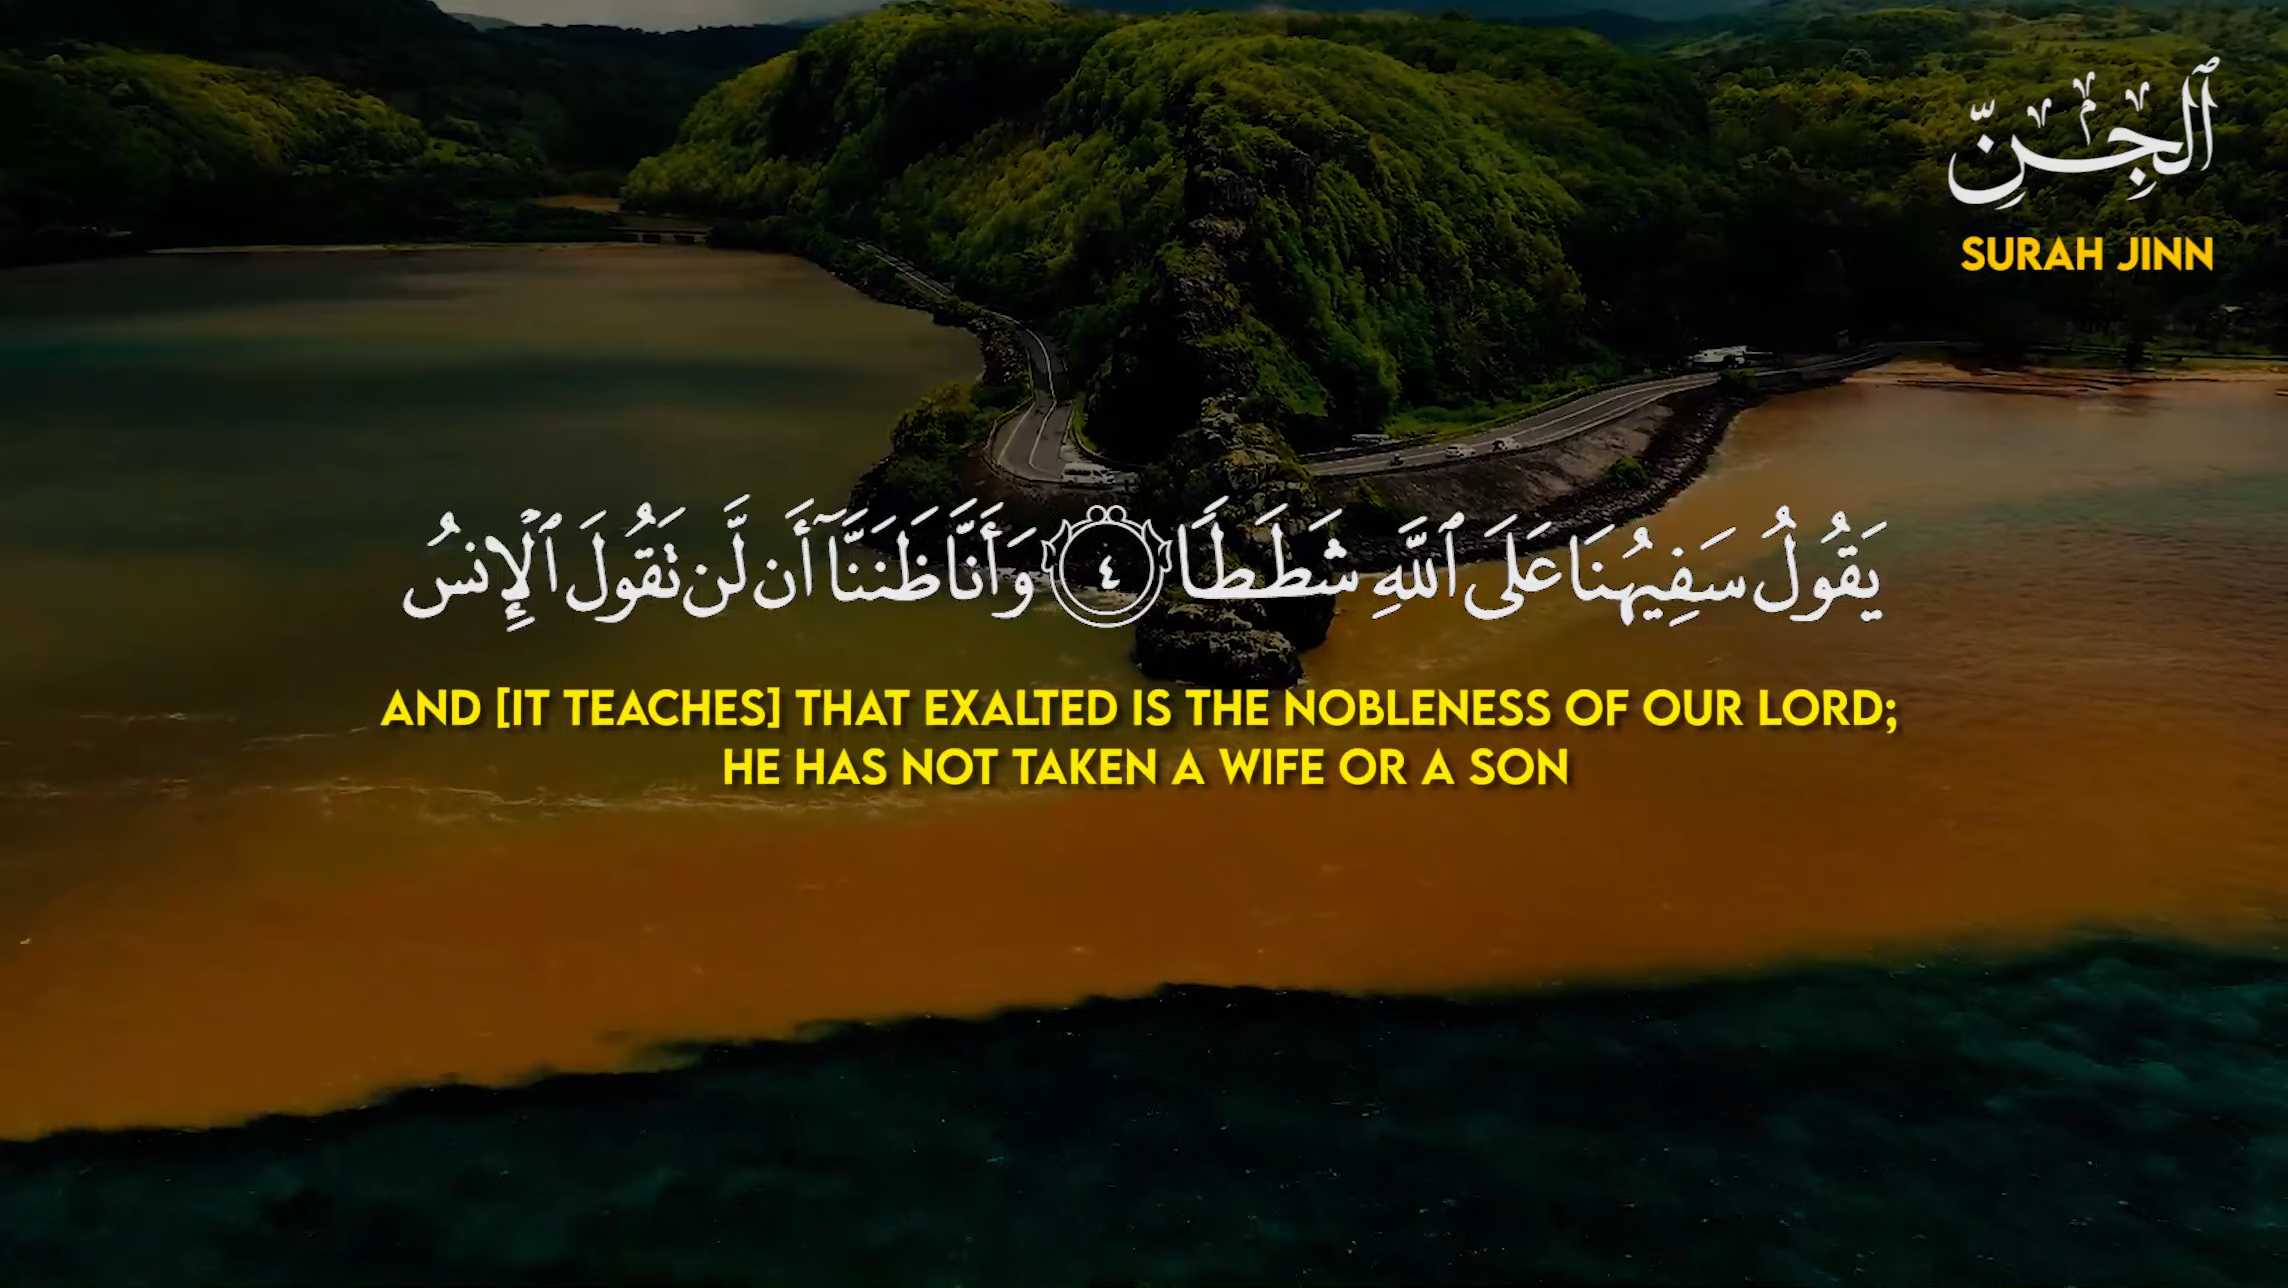 ٱلْجِنّ
SURAH JINN
يَقُولُ سَفِيهُنَا عَلَى ٱللَّهِ شَطَطًا ٤ وَأَنَّا ظَنَنَّآ أَن لَّن تَقُولَ ٱلْإِنسُ
AND [IT TEACHES] THAT EXALTED IS THE NOBLENESS OF OUR LORD;
HE HAS NOT TAKEN A WIFE OR A SON